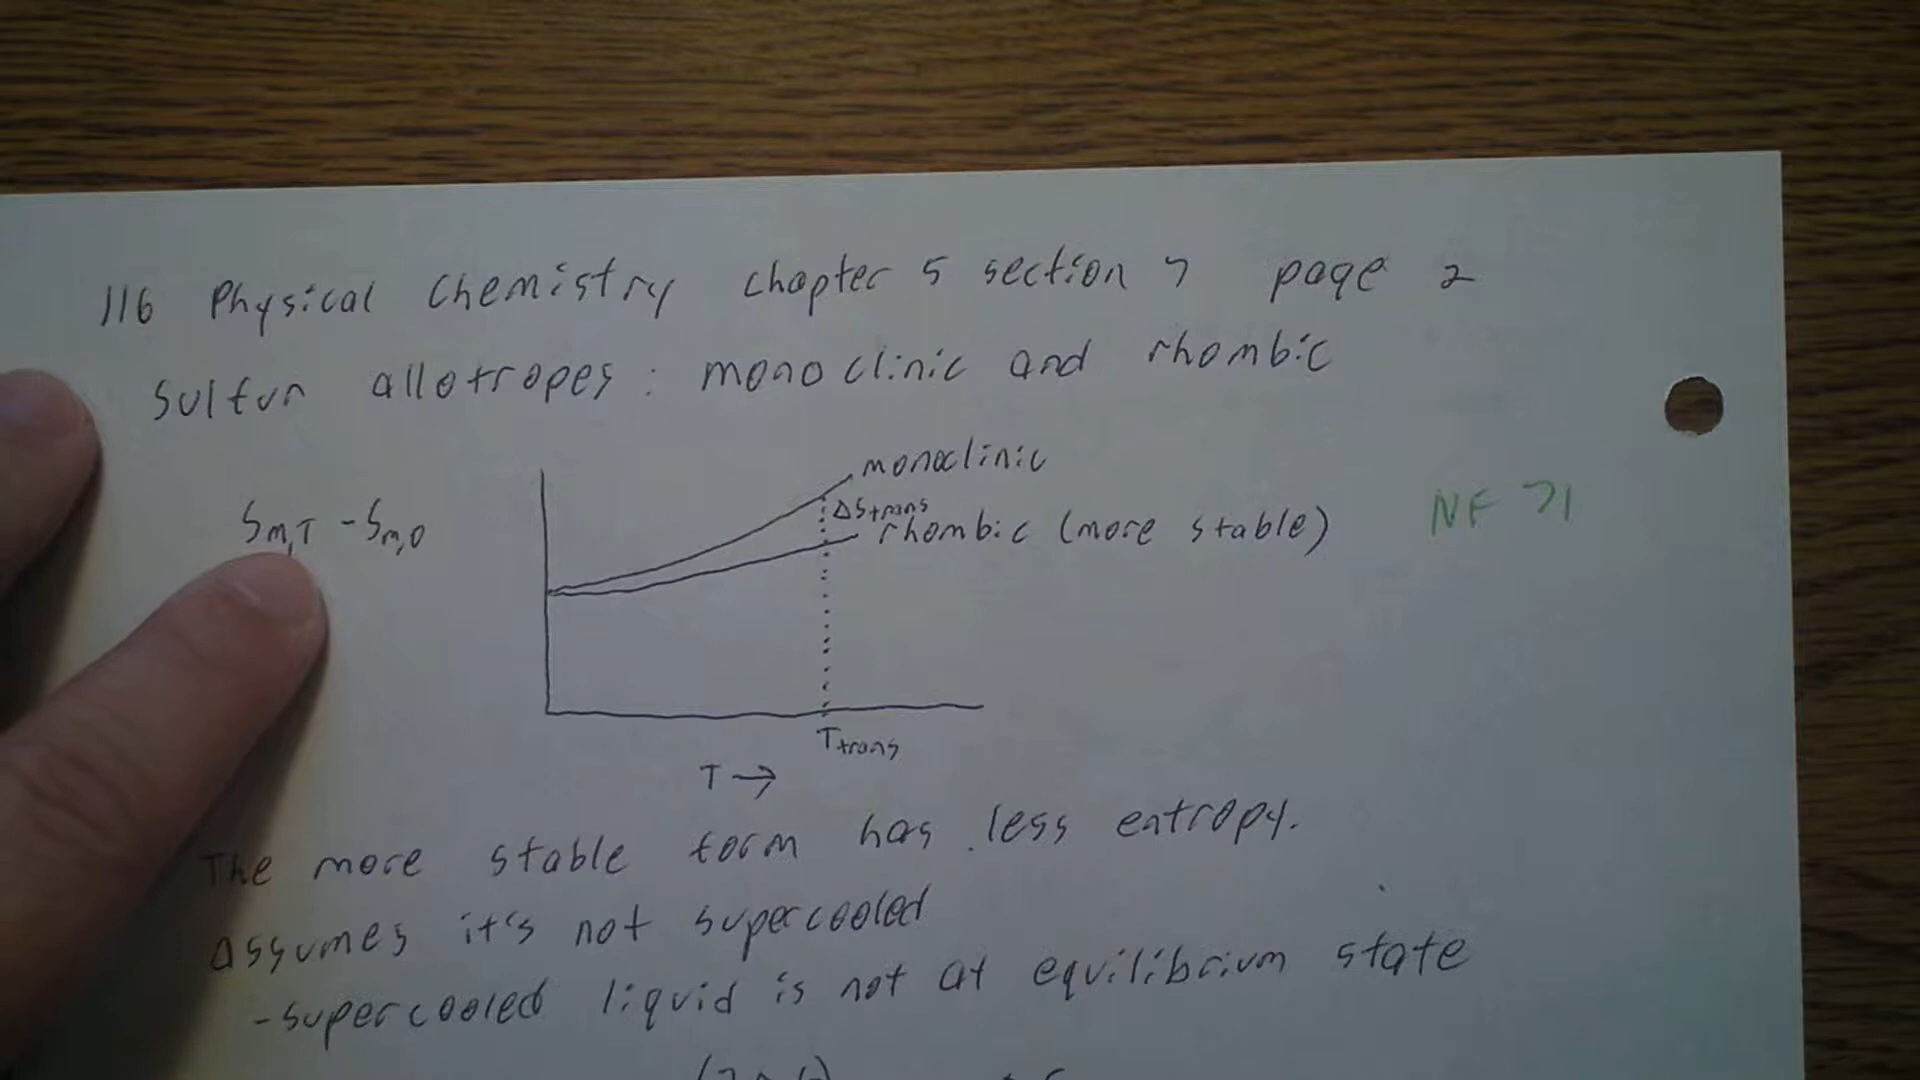 116 Physical Chemistry chapter 5 section 7 page 2
Sulfur allotropes: monoclinic and rhombic
monoclinic
Sm,T - Sm,0
ΔStrans
rhombic (more stable)
NF 71
Ttrans
T →
The more stable form has less entropy.
assumes it's not supercooled
- supercooled liquid is not at equilibrium state